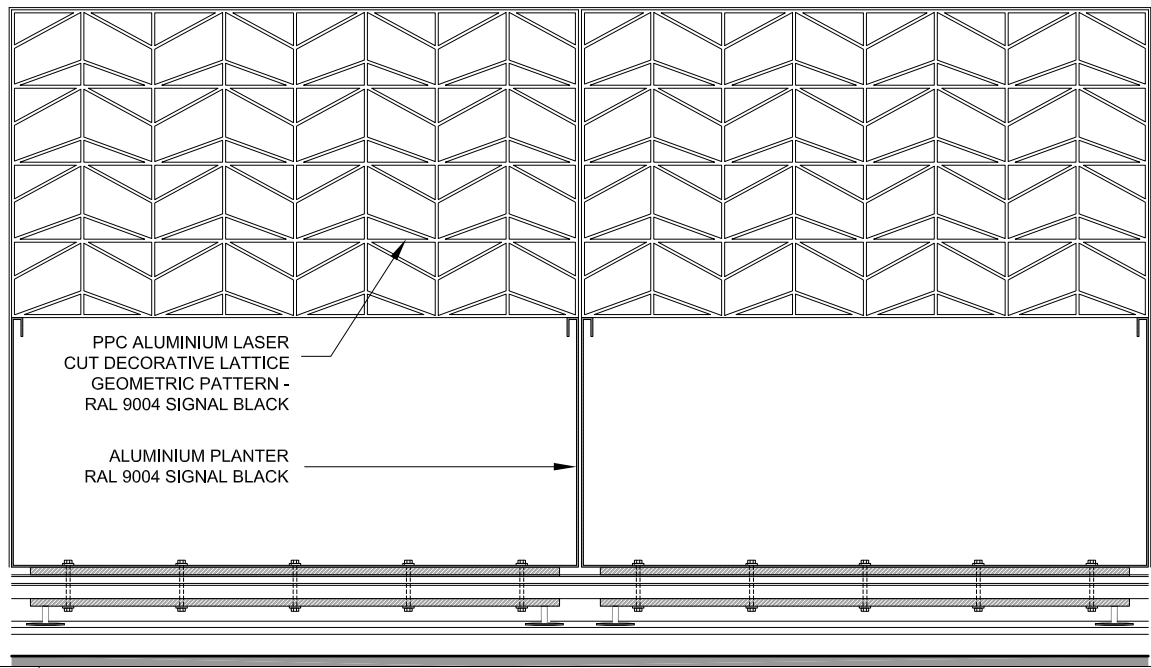 PPC ALUMINIUM LASER
CUT DECORATIVE LATTICE
GEOMETRIC PATTERN -
RAL 9004 SIGNAL BLACK
ALUMINIUM PLANTER
RAL 9004 SIGNAL BLACK